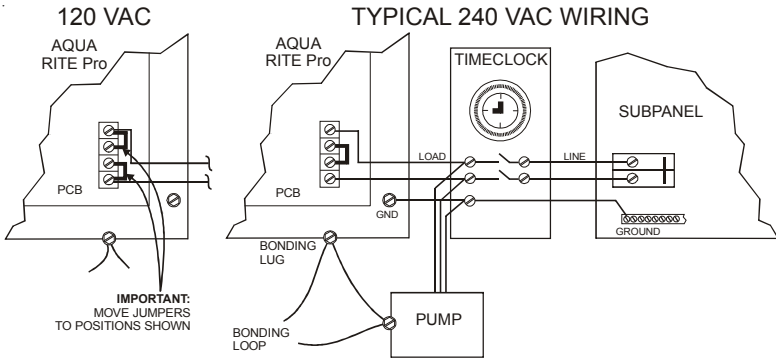 120 VAC
AQUA
RITE Pro
PCB
IMPORTANT:
MOVE JUMPERS
TO POSITIONS SHOWN
TYPICAL 240 VAC WIRING
AQUA
RITE Pro
PCB
GND
BONDING
LUG
BONDING
LOOP
TIMECLOCK
LOAD
LINE
PUMP
SUBPANEL
GROUND